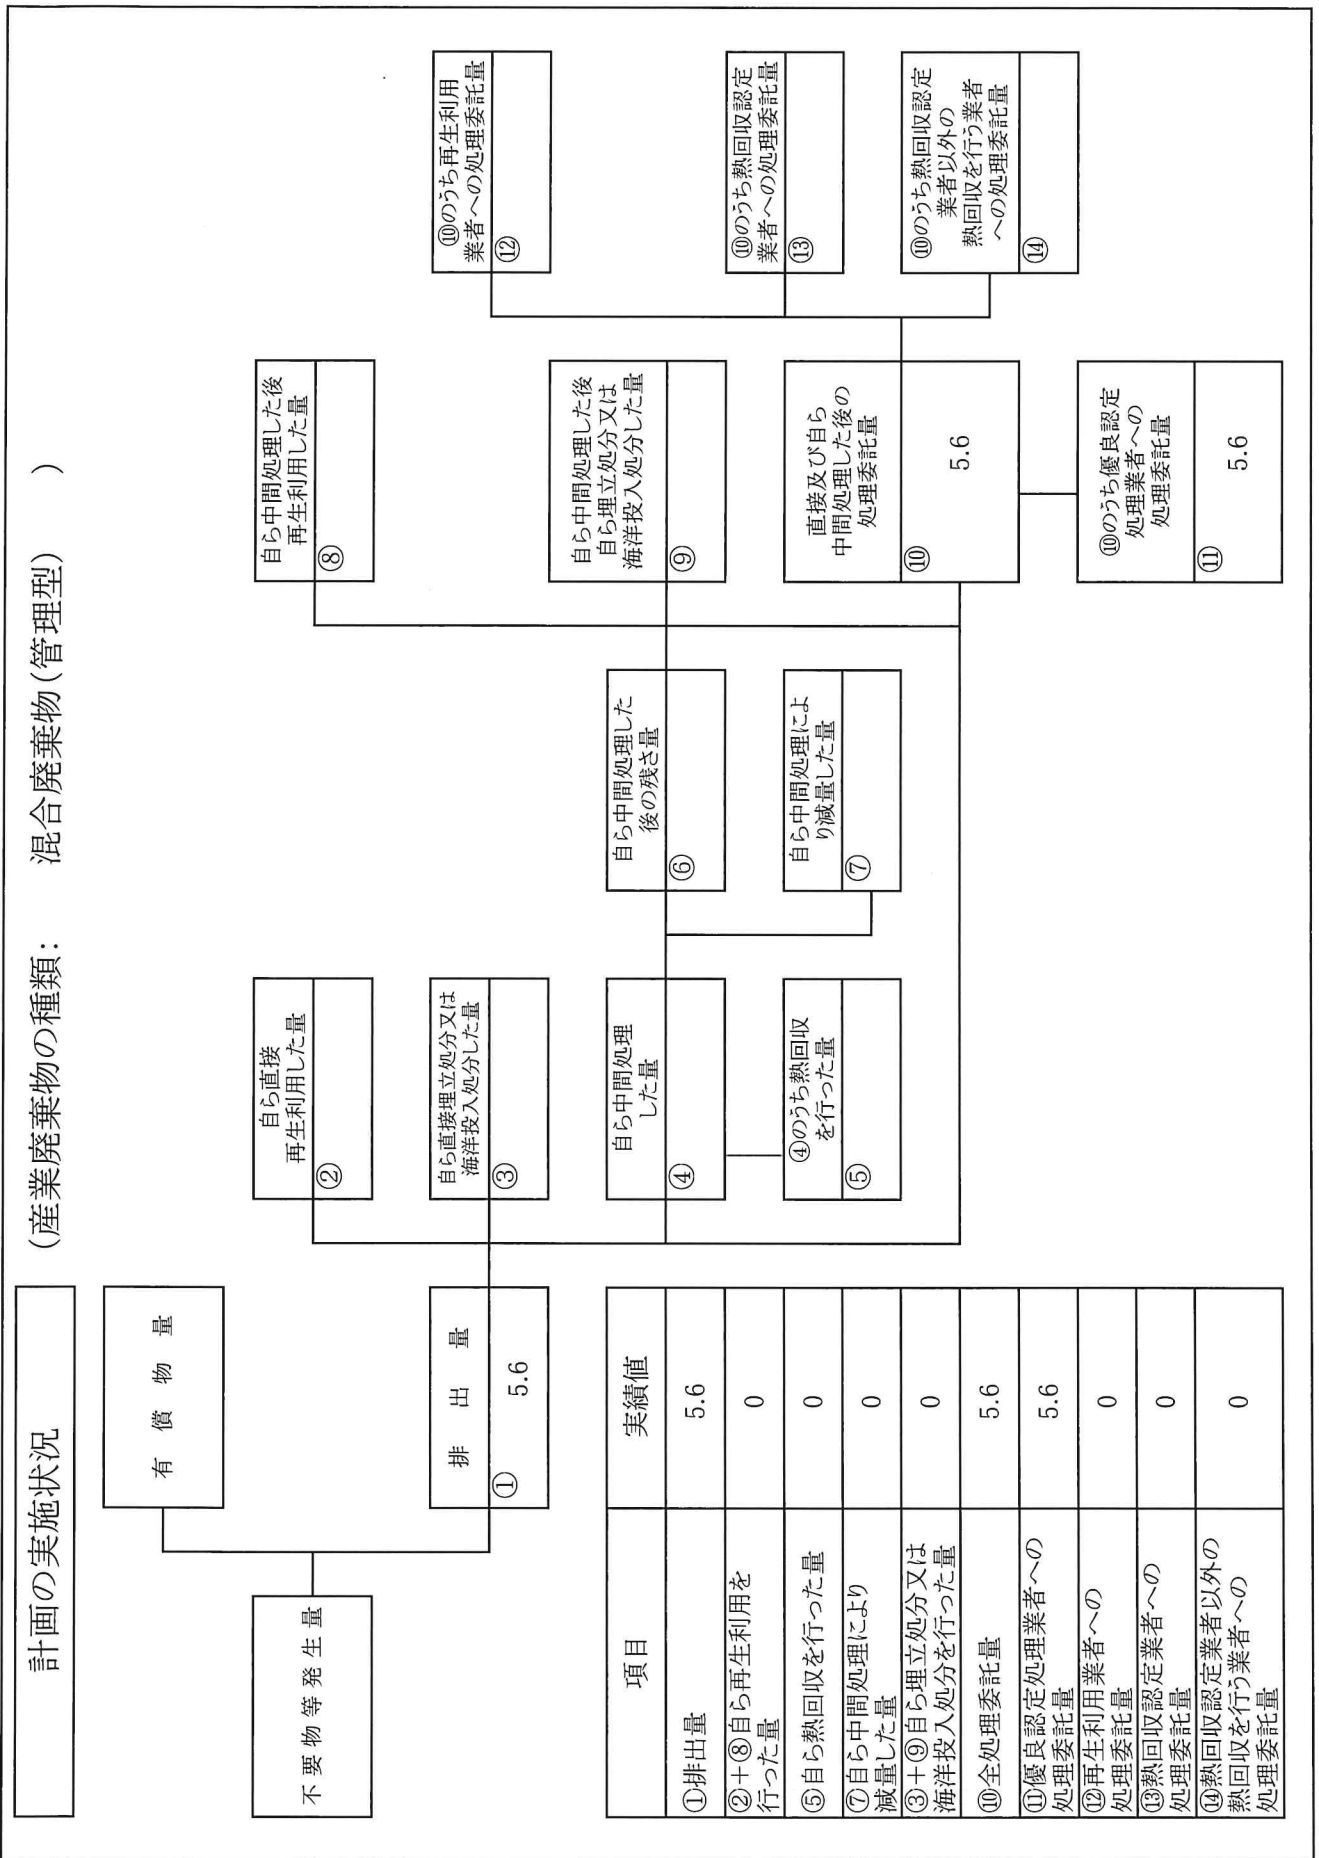 計画の実施状況
(産業廃棄物の種類: 混合廃棄物(管理型) )
不要物等発生量
有償物量
排出量
①
5.6
自ら直接
再生利用した量
②
自ら直接埋立処分又は
海洋投入処分した量
③
自ら中間処理
した量
④
④のうち熱回収
を行った量
⑤
自ら中間処理した
後の残さ量
⑥
自ら中間処理によ
り減量した量
⑦
自ら中間処理した後
再生利用した量
⑧
自ら中間処理した後
自ら埋立処分又は
海洋投入処分した量
⑨
直接及び自ら
中間処理した後の
処理委託量
⑩
5.6
⑩のうち優良認定
処理業者への
処理委託量
⑪
5.6
⑩のうち再生利用
業者への処理委託量
⑫
⑩のうち熱回収認定
業者への処理委託量
⑬
⑩のうち熱回収認定
業者以外の
熱回収を行う業者
への処理委託量
⑭
項目 実績値
①排出量 5.6
②+⑧自ら再生利用を
行った量 0
⑤自ら熱回収を行った量 0
⑦自ら中間処理により
減量した量 0
③+⑨自ら埋立処分又は
海洋投入処分を行った量 0
⑩全処理委託量 5.6
⑪優良認定処理業者への
処理委託量 5.6
⑫再生利用業者への
処理委託量 0
⑬熱回収認定業者への
処理委託量 0
⑭熱回収認定業者以外の
熱回収を行う業者への
処理委託量 0